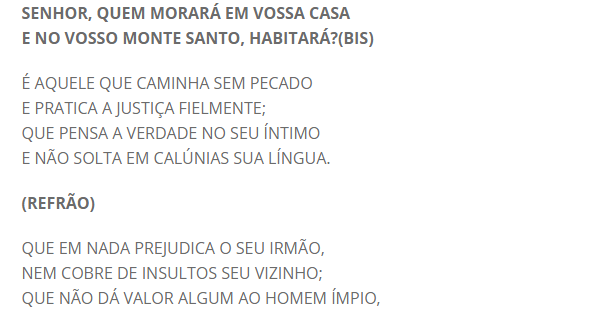 SENHOR, QUEM MORARÁ EM VOSSA CASA
E NO VOSSO MONTE SANTO, HABITARÁ?(BIS)
É AQUELE QUE CAMINHA SEM PECADO
E PRATICA A JUSTIÇA FIELMENTE;
QUE PENSA A VERDADE NO SEU ÍNTIMO
E NÃO SOLTA EM CALÚNIAS SUA LÍNGUA.
(REFRÃO)
QUE EM NADA PREJUDICA O SEU IRMÃO,
NEM COBRE DE INSULTOS SEU VIZINHO;
QUE NÃO DÁ VALOR ALGUM AO HOMEM ÍMPIO,